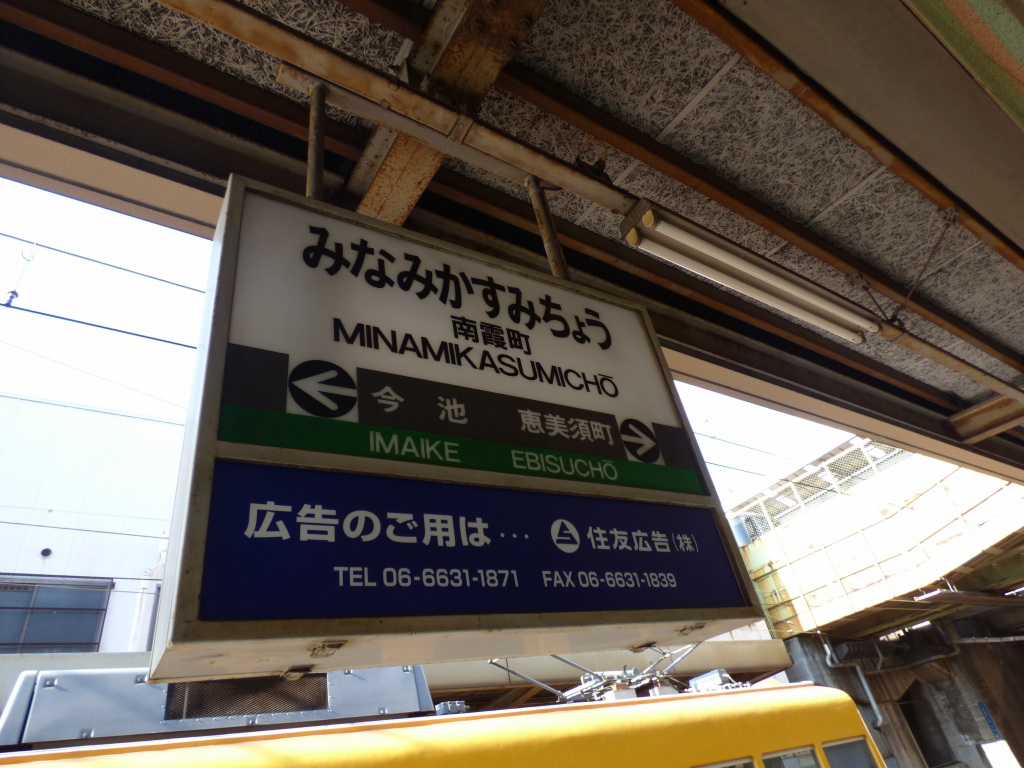 みなみかすみちょう
南霞町
MINAMIKASUMICHŌ
今池 恵美須町
IMAIKE EBISUCHŌ
広告のご用は… 住友広告(株)
TEL 06-6631-1871 FAX 06-6631-1839